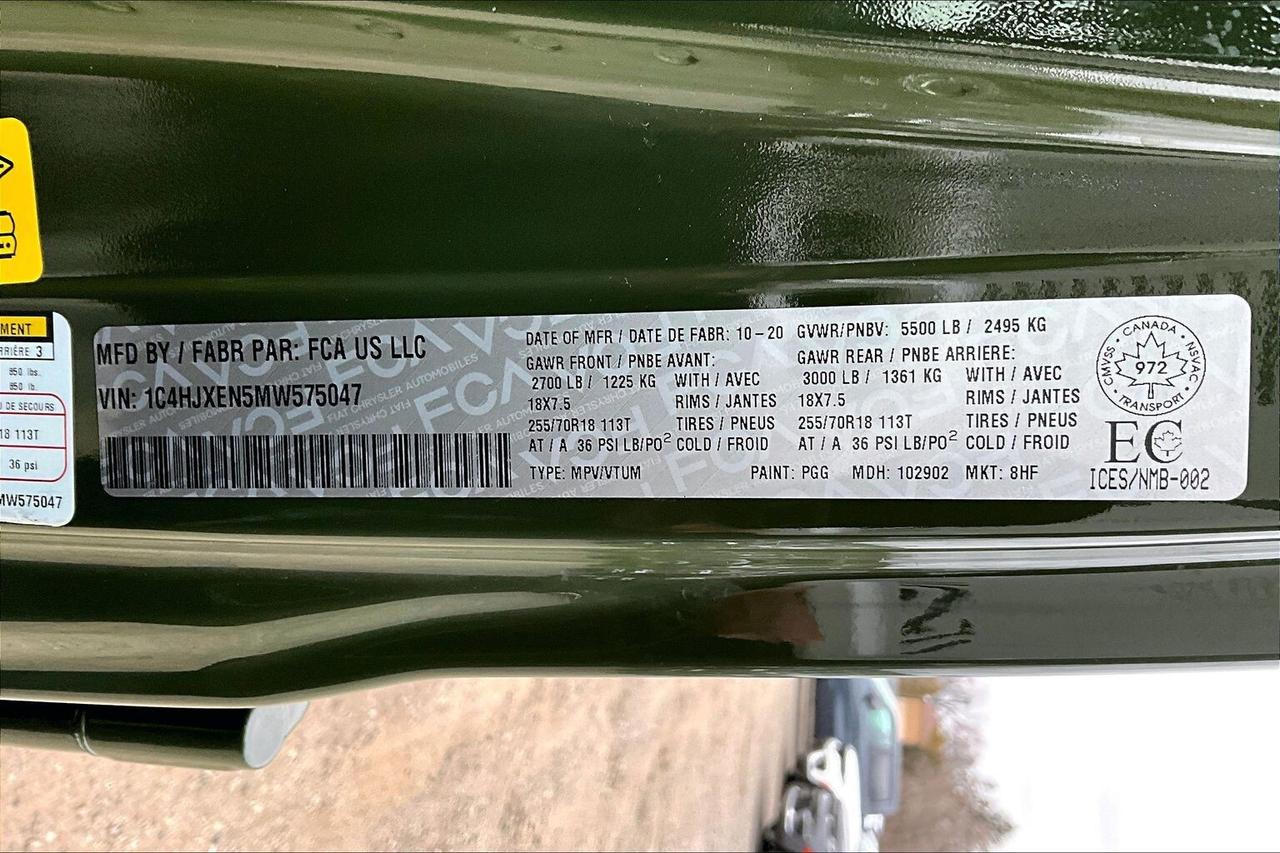 MENT
RRIÈRE 3
850 lbs.
850 lb.
U DE SECOURS
18 113T
36 psi
MW575047
MFD BY / FABR PAR: FCA US LLC
VIN: 1C4HJXEN5MW575047
DATE OF MFR / DATE DE FABR: 10-20 GVWR/PNBV: 5500 LB / 2495 KG
GAWR FRONT / PNBE AVANT: GAWR REAR / PNBE ARRIERE:
2700 LB / 1225 KG WITH / AVEC 3000 LB / 1361 KG WITH / AVEC
18X7.5 RIMS / JANTES 18X7.5 RIMS / JANTES
255/70R18 113T TIRES / PNEUS 255/70R18 113T TIRES / PNEUS
AT / A 36 PSI LB/PO² COLD / FROID AT / A 36 PSI LB/PO² COLD / FROID
TYPE: MPV/VTUM PAINT: PGG MDH: 102902 MKT: 8HF
CANADA
CMVSS 972 NSVAC
TRANSPORT
EC
ICES/NMB-002